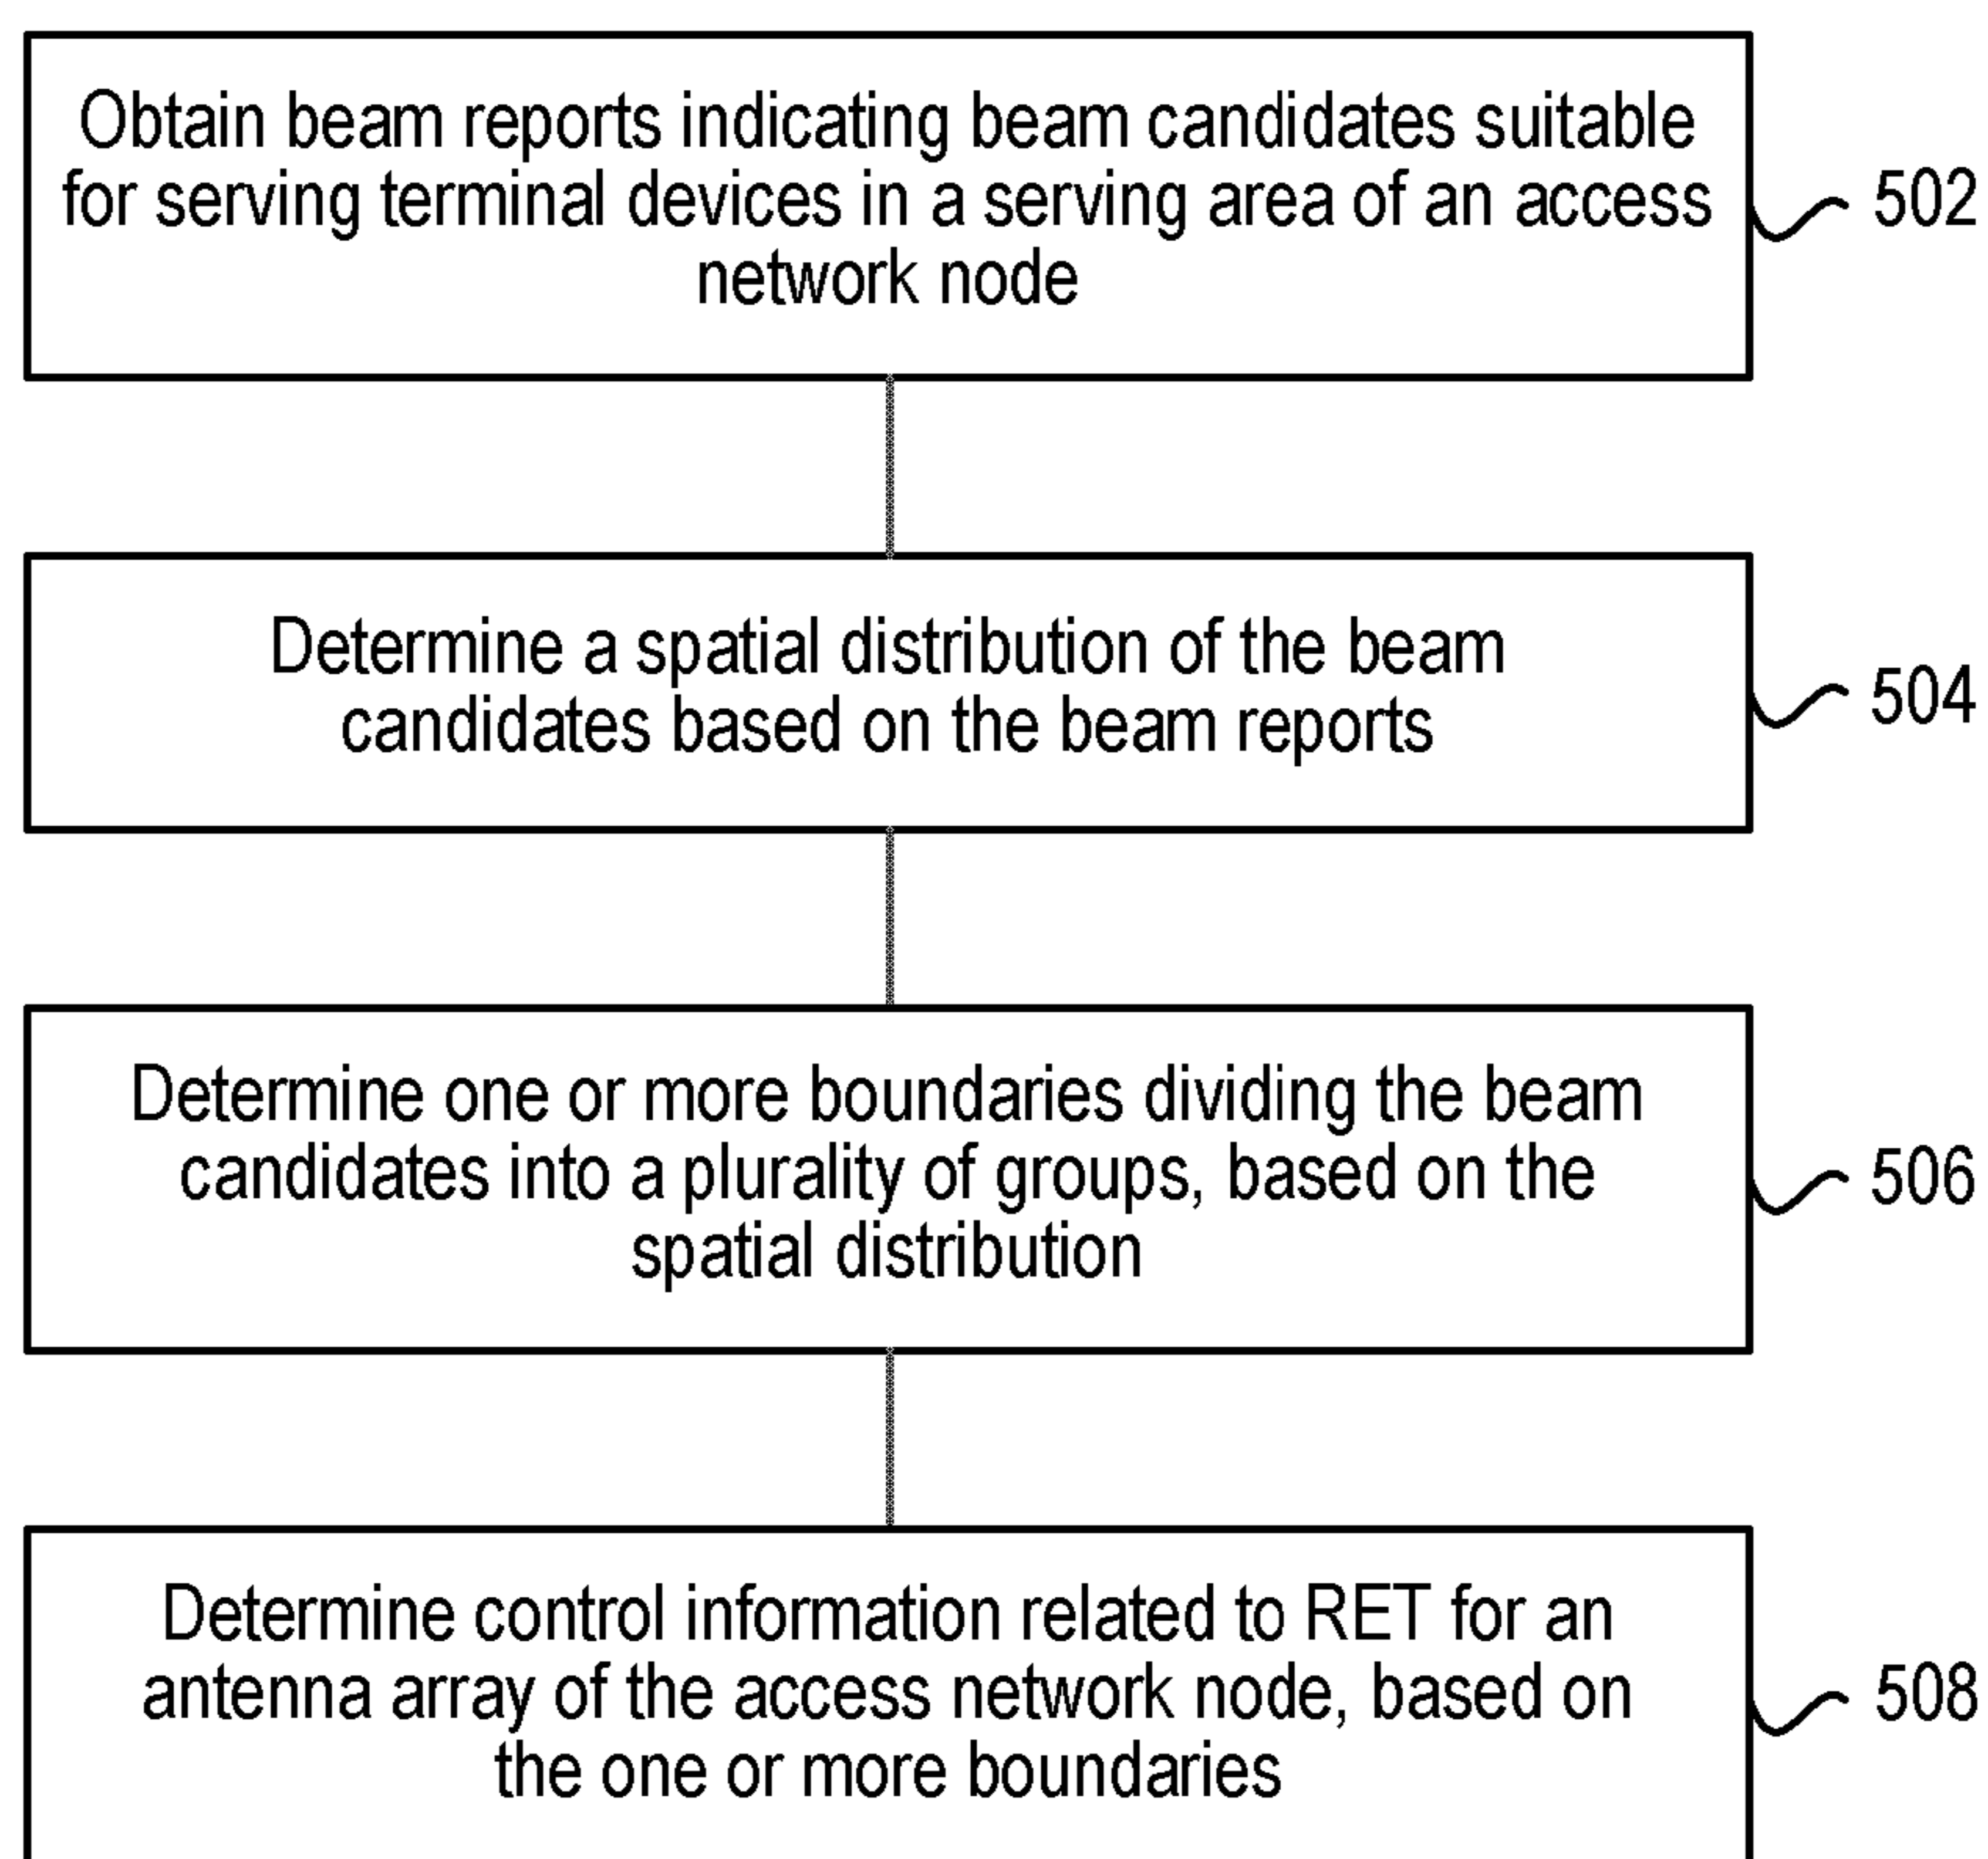 Obtain beam reports indicating beam candidates suitable
for serving terminal devices in a serving area of an access
network node
502
Determine a spatial distribution of the beam
candidates based on the beam reports
504
Determine one or more boundaries dividing the beam
candidates into a plurality of groups, based on the
spatial distribution
506
Determine control information related to RET for an
antenna array of the access network node, based on
the one or more boundaries
508